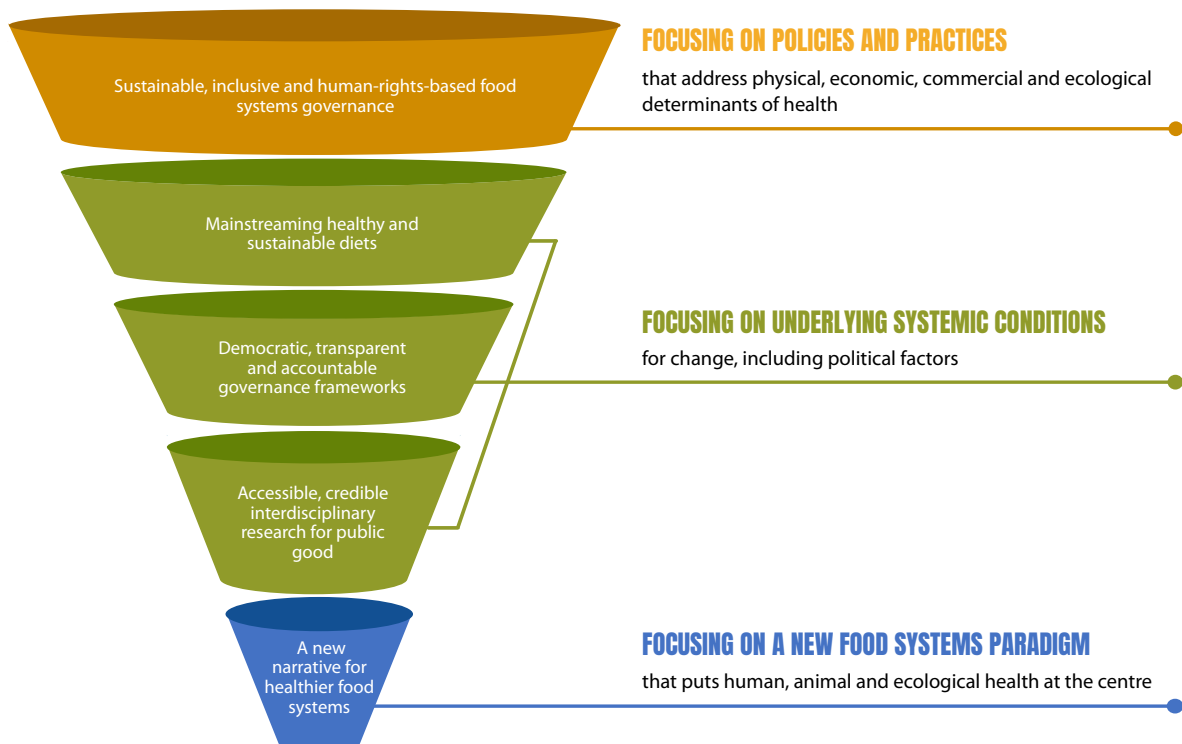 Sustainable, inclusive and human-rights-based food
systems governance
FOCUSING ON POLICIES AND PRACTICES
that address physical, economic, commercial and ecological
determinants of health
Mainstreaming healthy and
sustainable diets
Democratic, transparent
and accountable
governance frameworks
FOCUSING ON UNDERLYING SYSTEMIC CONDITIONS
for change, including political factors
Accessible, credible
interdisciplinary
research for public
good
A new
narrative for
healthier food
systems
FOCUSING ON A NEW FOOD SYSTEMS PARADIGM
that puts human, animal and ecological health at the centre